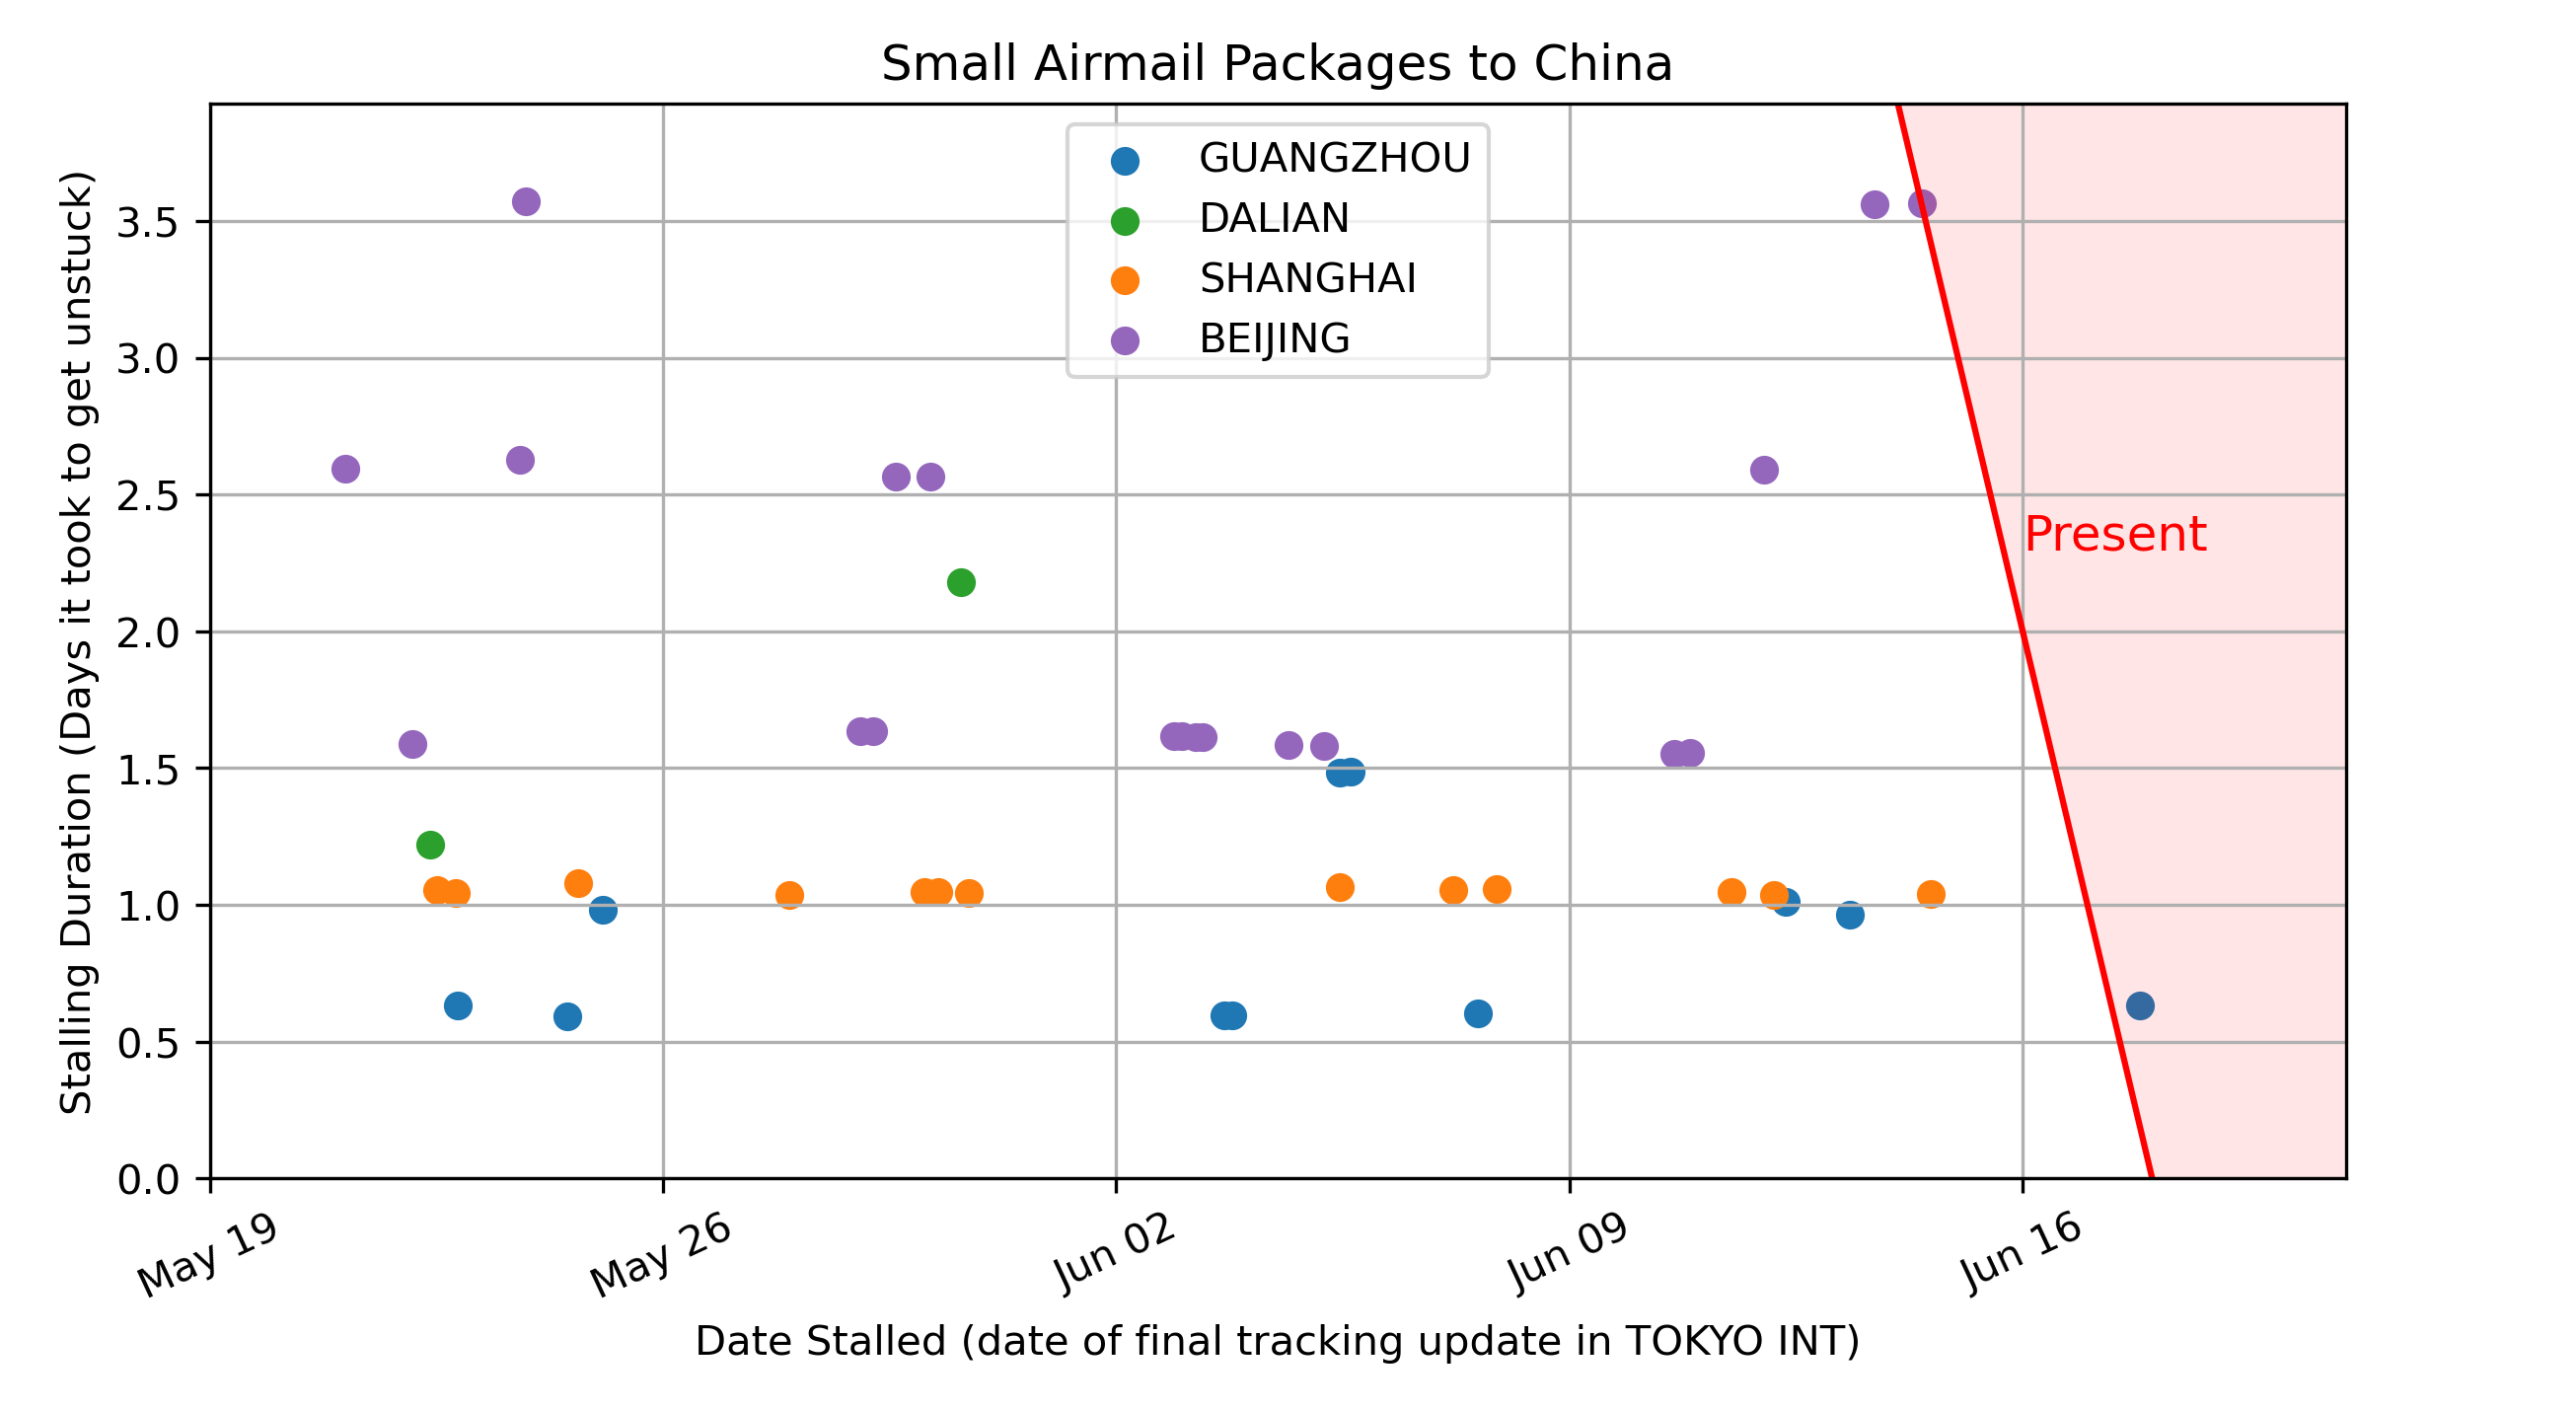 Small Airmail Packages to China
GUANGZHOU
DALIAN
SHANGHAI
BEIJING
Present
Stalling Duration (Days it took to get unstuck)
3.5
3.0
2.5
2.0
1.5
1.0
0.5
0.0
May 19
May 26
Jun 02
Jun 09
Jun 16
Date Stalled (date of final tracking update in TOKYO INT)